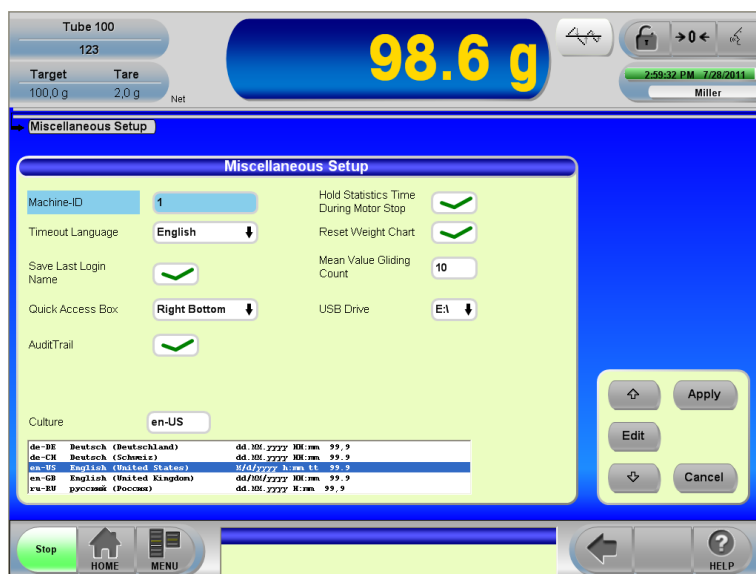 Tube 100
123
Target Tare
100,0 g 2,0 g Net
98.6 g
→0←
2:59:32 PM 7/28/2011
Miller
Miscellaneous Setup
Miscellaneous Setup
Machine-ID 1
Hold Statistics Time
During Motor Stop
Timeout Language English
Reset Weight Chart
Save Last Login
Name
Mean Value Gliding
Count 10
Quick Access Box Right Bottom
USB Drive E:\
AuditTrail
Culture en-US
de-DE Deutsch (Deutschland) dd.MM.yyyy HH:mm 99,9
de-CH Deutsch (Schweiz) dd.MM.yyyy HH:mm 99.9
en-US English (United States) M/d/yyyy h:mm tt 99.9
en-GB English (United Kingdom) dd/MM/yyyy HH:mm 99.9
ru-RU русский (Россия) dd.MM.yyyy H:mm 99,9
Apply
Edit
Cancel
Stop
HOME
MENU
HELP